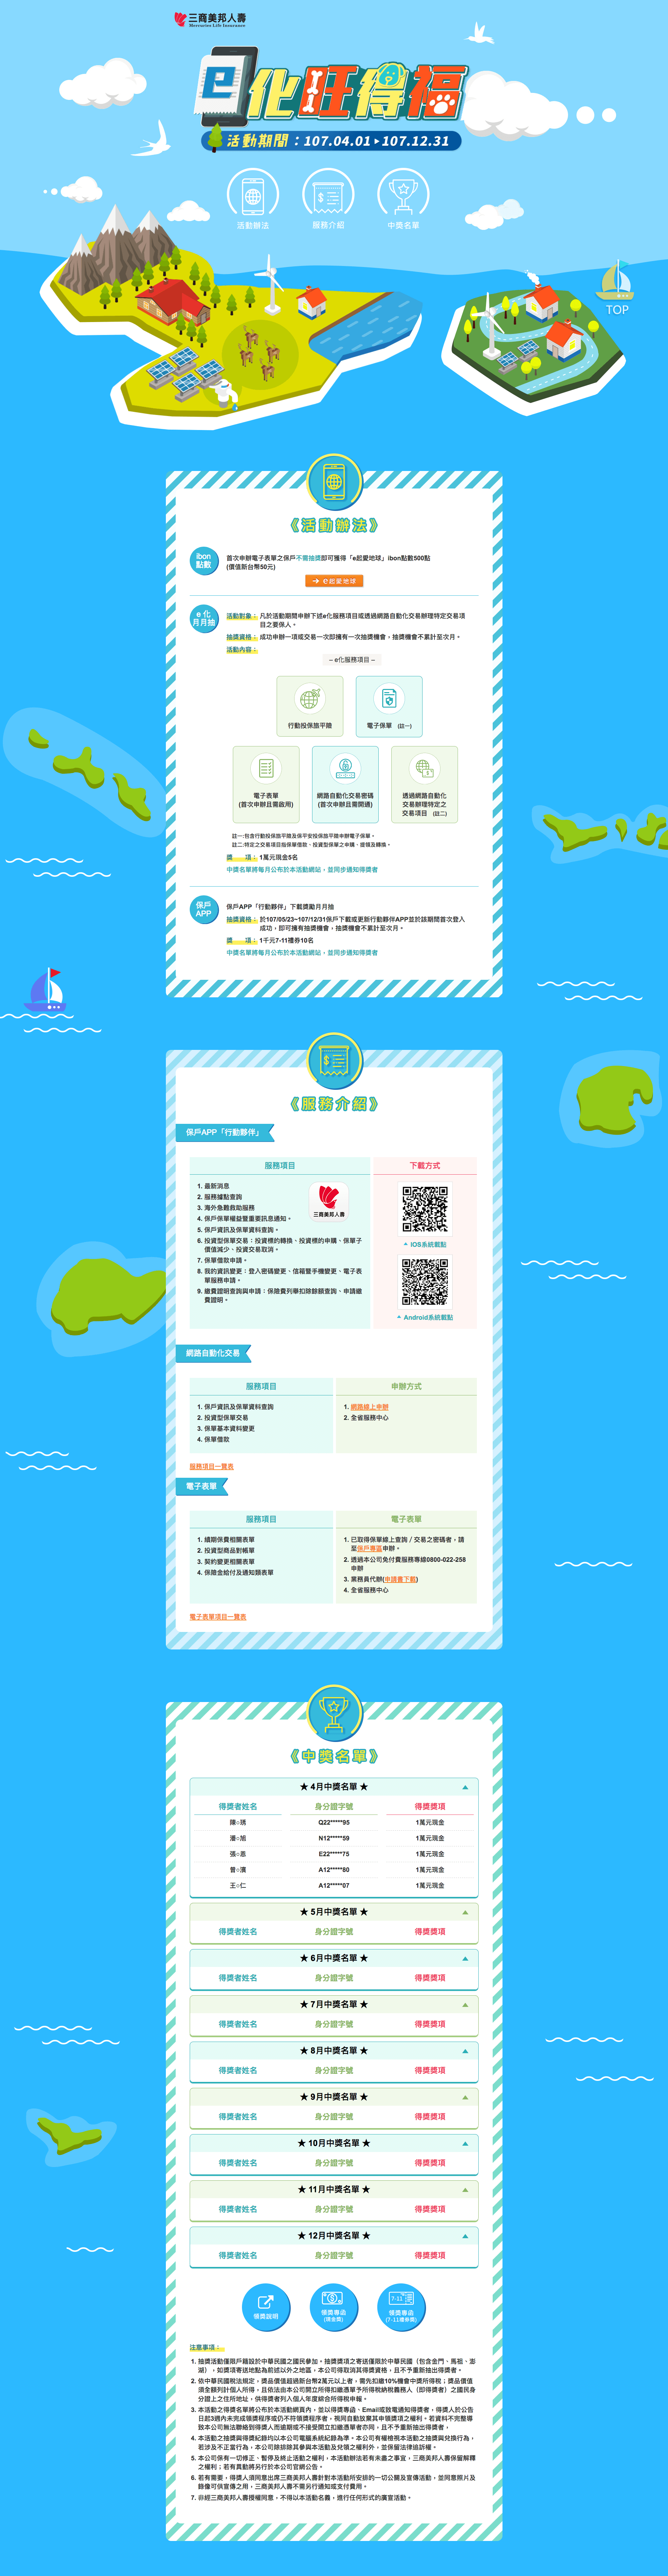 三商美邦人壽
Mercuries Life Insurance
e化旺得福
活動期間：107.04.01▸107.12.31
活動辦法
服務介紹
中獎名單
TOP
《活動辦法》
ibon
點數
首次申辦電子表單之保戶不需抽獎即可獲得「e起愛地球」ibon點數500點
(價值新台幣50元)
→ e起愛地球
e 化
月月抽
活動對象： 凡於活動期間申辦下述e化服務項目或透過網路自動化交易辦理特定交易項
目之要保人。
抽獎資格： 成功申辦一項或交易一次即擁有一次抽獎機會，抽獎機會不累計至次月。
活動內容：
– e化服務項目 –
行動投保旅平險
電子保單 (註一)
電子表單
(首次申辦且需啟用)
網路自動化交易密碼
(首次申辦且需開通)
透過網路自動化
交易辦理特定之
交易項目 (註二)
註一:包含行動投保旅平險及保平安投保旅平險申辦電子保單。
註二:特定之交易項目指保單借款、投資型保單之申購、提領及轉換。
獎　　項： 1萬元現金5名
中獎名單將每月公布於本活動網站，並同步通知得獎者
保戶
APP
保戶APP「行動夥伴」下載獎勵月月抽
抽獎資格： 於107/05/23~107/12/31保戶下載或更新行動夥伴APP並於該期間首次登入
成功，即可擁有抽獎機會，抽獎機會不累計至次月。
獎　　項： 1千元7-11禮券10名
中獎名單將每月公布於本活動網站，並同步通知得獎者
《服務介紹》
保戶APP「行動夥伴」
服務項目
下載方式
1. 最新消息
2. 服務據點查詢
3. 海外急難救助服務
4. 保戶保單權益暨重要訊息通知。
5. 保戶資訊及保單資料查詢。
6. 投資型保單交易：投資標的轉換、投資標的申購、保單子
價值減少、投資交易取消。
7. 保單借款申請。
8. 我的資訊變更：登入密碼變更、信箱暨手機變更、電子表
單服務申請。
9. 繳費證明查詢與申請：保險費列舉扣除餘額查詢、申請繳
費證明。
三商美邦人壽
iOS系統載點
Android系統載點
網路自動化交易
服務項目
申辦方式
1. 保戶資訊及保單資料查詢
2. 投資型保單交易
3. 保單基本資料變更
4. 保單借款
1. 網路線上申辦
2. 全省服務中心
服務項目一覽表
電子表單
服務項目
電子表單
1. 續期保費相關表單
2. 投資型商品對帳單
3. 契約變更相關表單
4. 保險金給付及通知類表單
1. 已取得保單線上查詢 / 交易之密碼者，請
至保戶專區申辦。
2. 透過本公司免付費服務專線0800-022-258
申辦
3. 業務員代辦(申請書下載)
4. 全省服務中心
電子表單項目一覽表
《中獎名單》
★ 4月中獎名單 ★
得獎者姓名 身分證字號 得獎獎項
陳○琇 Q22*****95 1萬元現金
潘○旭 N12*****59 1萬元現金
張○恩 E22*****75 1萬元現金
曾○濱 A12*****80 1萬元現金
王○仁 A12*****07 1萬元現金
★ 5月中獎名單 ★
得獎者姓名 身分證字號 得獎獎項
★ 6月中獎名單 ★
得獎者姓名 身分證字號 得獎獎項
★ 7月中獎名單 ★
得獎者姓名 身分證字號 得獎獎項
★ 8月中獎名單 ★
得獎者姓名 身分證字號 得獎獎項
★ 9月中獎名單 ★
得獎者姓名 身分證字號 得獎獎項
★ 10月中獎名單 ★
得獎者姓名 身分證字號 得獎獎項
★ 11月中獎名單 ★
得獎者姓名 身分證字號 得獎獎項
★ 12月中獎名單 ★
得獎者姓名 身分證字號 得獎獎項
領獎說明
領獎專函
(現金獎)
7-11
領獎專函
(7-11禮券獎)
注意事項：
1. 抽獎活動僅限戶籍設於中華民國之國民參加。抽獎獎項之寄送僅限於中華民國（包含金門、馬祖、澎
湖），如獎項寄送地點為前述以外之地區，本公司得取消其得獎資格，且不予重新抽出得獎者。
2. 依中華民國稅法規定，獎品價值超過新台幣2萬元以上者，需先扣繳10%機會中獎所得稅；獎品價值
須全額列計個人所得，且依法由本公司開立所得扣繳憑單予所得稅納稅義務人（即得獎者）之國民身
分證上之住所地址，供得獎者列入個人年度綜合所得稅申報。
3. 本活動之得獎名單將公布於本活動網頁內，並以得獎專函、Email或致電通知得獎者，得獎人於公告
日起3週內未完成領獎程序或仍不符領獎程序者，視同自動放棄其中領獎項之權利。若資料不完整導
致本公司無法聯絡到得獎人而逾期或不接受開立扣繳憑單者亦同，且不予重新抽出得獎者，
4. 本活動之抽獎與得獎紀錄均以本公司電腦系統紀錄為準。本公司有權檢視本活動之抽獎與兌換行為，
若涉及不正當行為，本公司除排除其參與本活動及兌領之權利外，並保留法律追訴權。
5. 本公司保有一切修正、暫停及終止活動之權利，本活動辦法若有未盡之事宜，三商美邦人壽保留解釋
之權利；若有異動將另行於本公司官網公告。
6. 若有需要，得獎人須同意出席三商美邦人壽針對本活動所安排的一切公關及宣傳活動，並同意照片及
錄像可供宣傳之用，三商美邦人壽不需另行通知或支付費用。
7. 非經三商美邦人壽授權同意，不得以本活動名義，進行任何形式的廣宣活動。